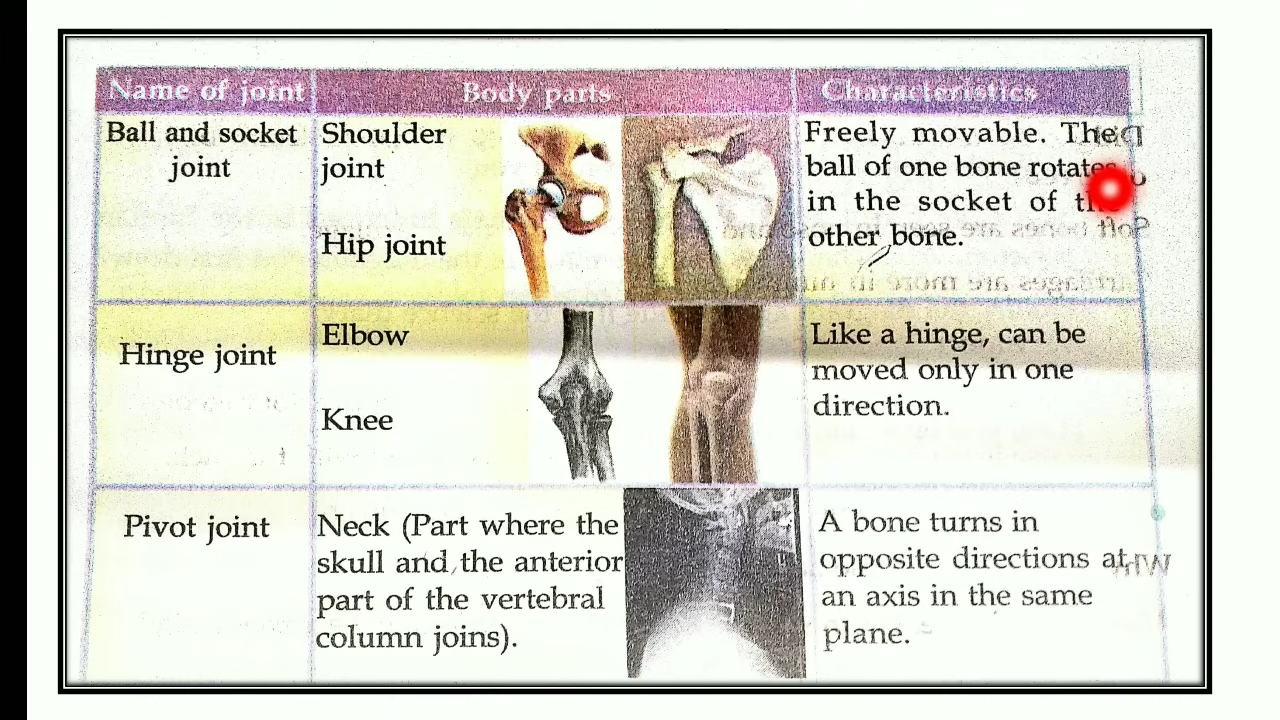 Name of joint Body parts Characteristics
Ball and socket
joint
Shoulder
joint
Hip joint
Freely movable. The
ball of one bone rotates
in the socket of
other bone.
Hinge joint
Elbow
Knee
Like a hinge, can be
moved only in one
direction.
Pivot joint
Neck (Part where the
skull and the anterior
part of the vertebral
column joins).
A bone turns in
opposite directions at
an axis in the same
plane.